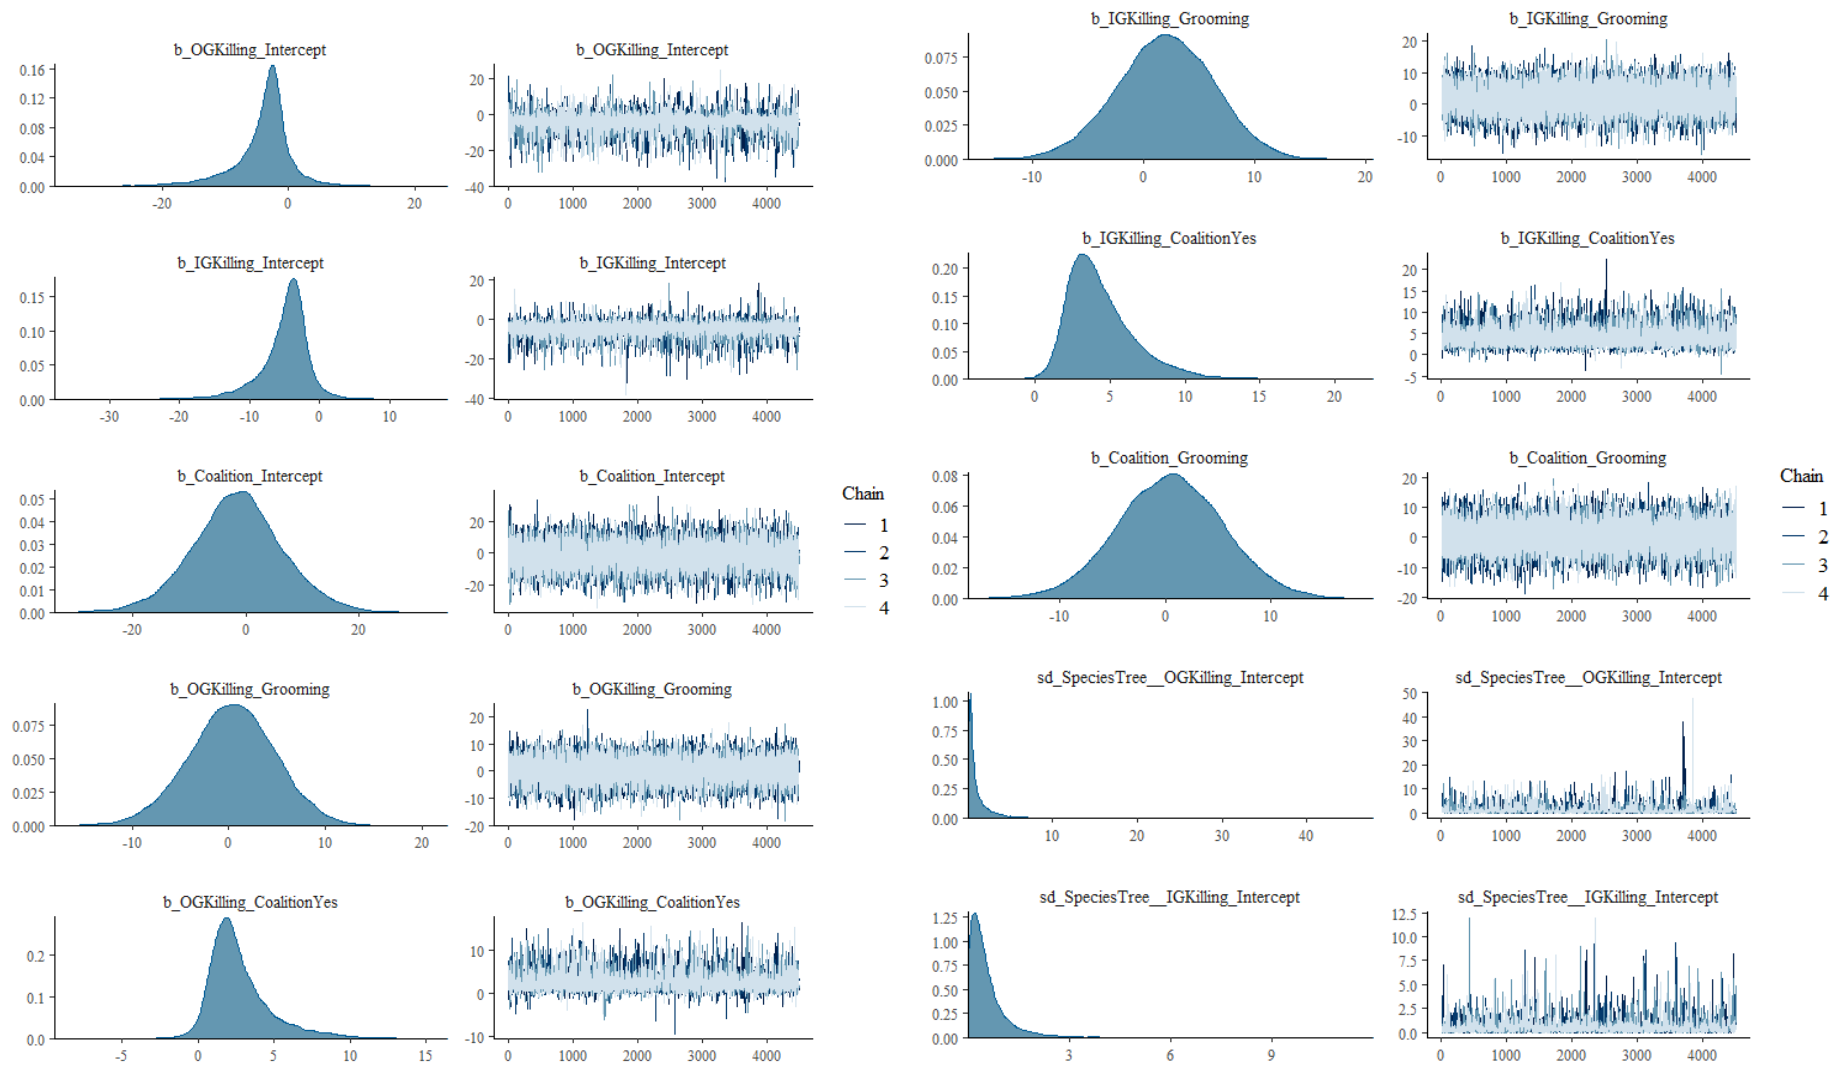 b_OGKilling_Intercept
0.16
0.12
0.08
0.04
0.00
-20 0 20
b_OGKilling_Intercept
20
0
-20
-40
0 1000 2000 3000 4000
b_IGKilling_Intercept
0.15
0.10
0.05
0.00
-30 -20 -10 0 10
b_IGKilling_Intercept
20
0
-20
-40
0 1000 2000 3000 4000
b_Coalition_Intercept
0.05
0.04
0.03
0.02
0.01
0.00
-20 0 20
b_Coalition_Intercept
20
0
-20
0 1000 2000 3000 4000
b_OGKilling_Grooming
0.075
0.050
0.025
0.000
-10 0 10 20
b_OGKilling_Grooming
20
10
0
-10
-20
0 1000 2000 3000 4000
b_OGKilling_CoalitionYes
0.2
0.1
0.0
-5 0 5 10 15
b_OGKilling_CoalitionYes
10
0
-10
0 1000 2000 3000 4000
Chain
1
2
3
4
b_IGKilling_Grooming
0.075
0.050
0.025
0.000
-10 0 10 20
b_IGKilling_Grooming
20
10
0
-10
0 1000 2000 3000 4000
b_IGKilling_CoalitionYes
0.20
0.15
0.10
0.05
0.00
0 5 10 15 20
b_IGKilling_CoalitionYes
20
15
10
5
0
-5
0 1000 2000 3000 4000
b_Coalition_Grooming
0.08
0.06
0.04
0.02
0.00
-10 0 10
b_Coalition_Grooming
20
10
0
-10
-20
0 1000 2000 3000 4000
sd_SpeciesTree__OGKilling_Intercept
1.00
0.75
0.50
0.25
0.00
10 20 30 40
sd_SpeciesTree__OGKilling_Intercept
50
40
30
20
10
0
0 1000 2000 3000 4000
sd_SpeciesTree__IGKilling_Intercept
1.25
1.00
0.75
0.50
0.25
0.00
3 6 9
sd_SpeciesTree__IGKilling_Intercept
12.5
10.0
7.5
5.0
2.5
0.0
0 1000 2000 3000 4000
Chain
1
2
3
4